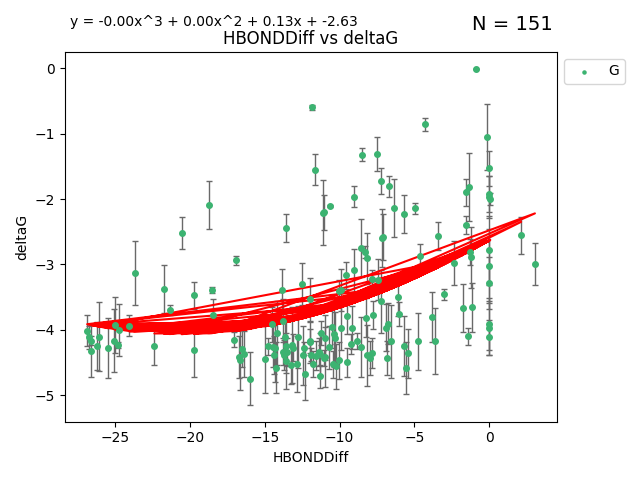 y = -0.00x^3 + 0.00x^2 + 0.13x + -2.63
N = 151
HBONDDiff vs deltaG
G
deltaG
0
−1
−2
−3
−4
−5
−25
−20
−15
−10
−5
0
HBONDDiff